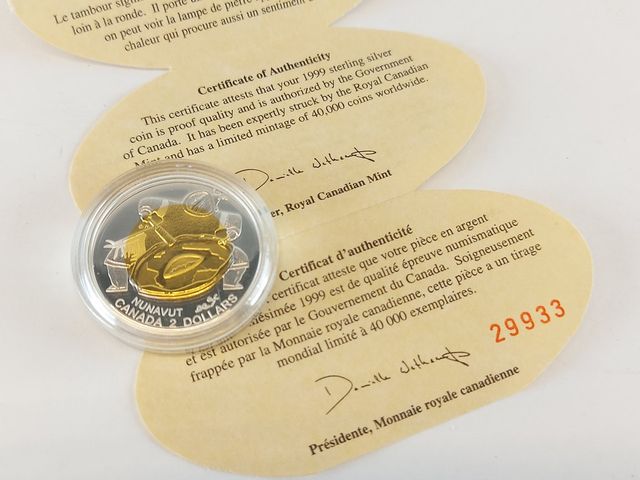 Le tambour sign
loin à la ronde. Il porte
on peut voir la lampe de pierre
chaleur qui procure aussi un sentiment
Certificate of Authenticity
This certificate attests that your 1999 sterling silver
coin is proof quality and is authorized by the Government
of Canada. It has been expertly struck by the Royal Canadian
Mint and has a limited mintage of 40,000 coins worldwide.
er, Royal Canadian Mint
Certificat d'authenticité
certificat atteste que votre pièce en argent
ésimée 1999 est de qualité épreuve numismatique
et est autorisée par le Gouvernement du Canada. Soigneusement
frappée par la Monnaie royale canadienne, cette pièce a un tirage
mondial limité à 40 000 exemplaires.
29933
Présidente, Monnaie royale canadienne
NUNAVUT
CANADA 2 DOLLARS